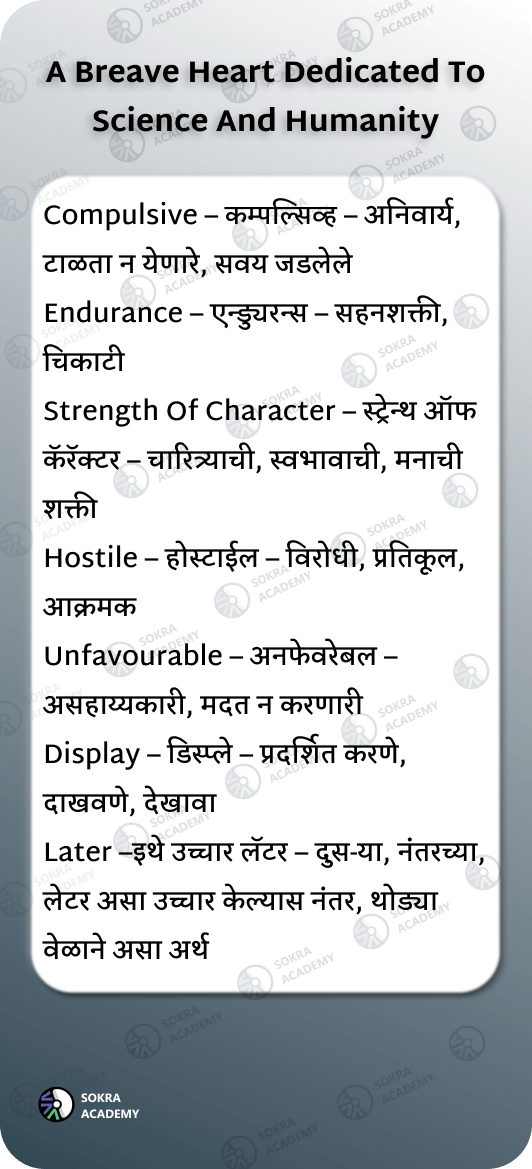 A Breave Heart Dedicated To
Science And Humanity
Compulsive – कम्पल्सिव्ह – अनिवार्य,
टाळता न येणारे, सवय जडलेले
Endurance – एन्ड्युरन्स – सहनशक्ती,
चिकाटी
Strength Of Character – स्ट्रेन्थ ऑफ
कॅरॅक्टर – चारित्र्याची, स्वभावाची, मनाची
शक्ती
Hostile – होस्टाईल – विरोधी, प्रतिकूल,
आक्रमक
Unfavourable – अनफेवरेबल –
असहाय्यकारी, मदत न करणारी
Display – डिस्प्ले – प्रदर्शित करणे,
दाखवणे, देखावा
Later –इथे उच्चार लॅटर – दुस-या, नंतरच्या,
लेटर असा उच्चार केल्यास नंतर, थोड्या
वेळाने असा अर्थ
SOKRA
ACADEMY